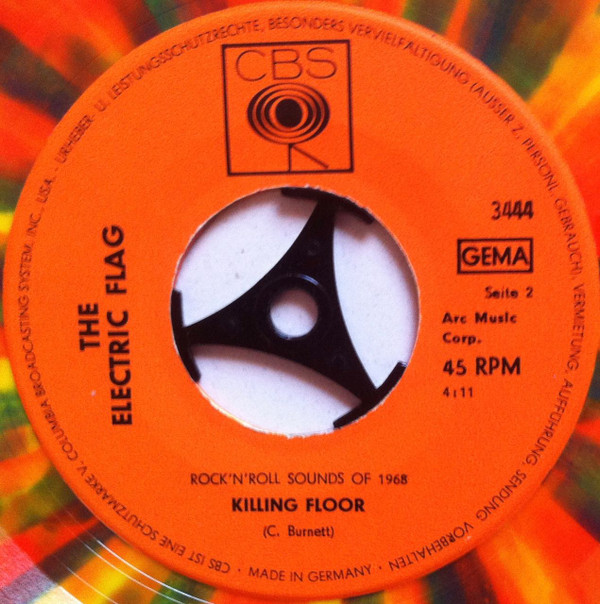 CBS
3444
GEMA
Seite 2
Arc Music
Corp.
45 RPM
4:11
THE
ELECTRIC FLAG
ROCK'N'ROLL SOUNDS OF 1968
KILLING FLOOR
(C. Burnett)
CBS IST EINE SCHUTZMARKE V. COLUMBIA BROADCASTING SYSTEM, INC., USA... URHEBER- U. LEISTUNGSSCHUTZRECHTE, BESONDERS VERVIELFÄLTIGUNG (AUSSER Z. PERSÖNL. GEBRAUCH) VERMIETUNG, AUFFÜHRUNG, SENDUNG VORBEHALTEN
· MADE IN GERMANY ·